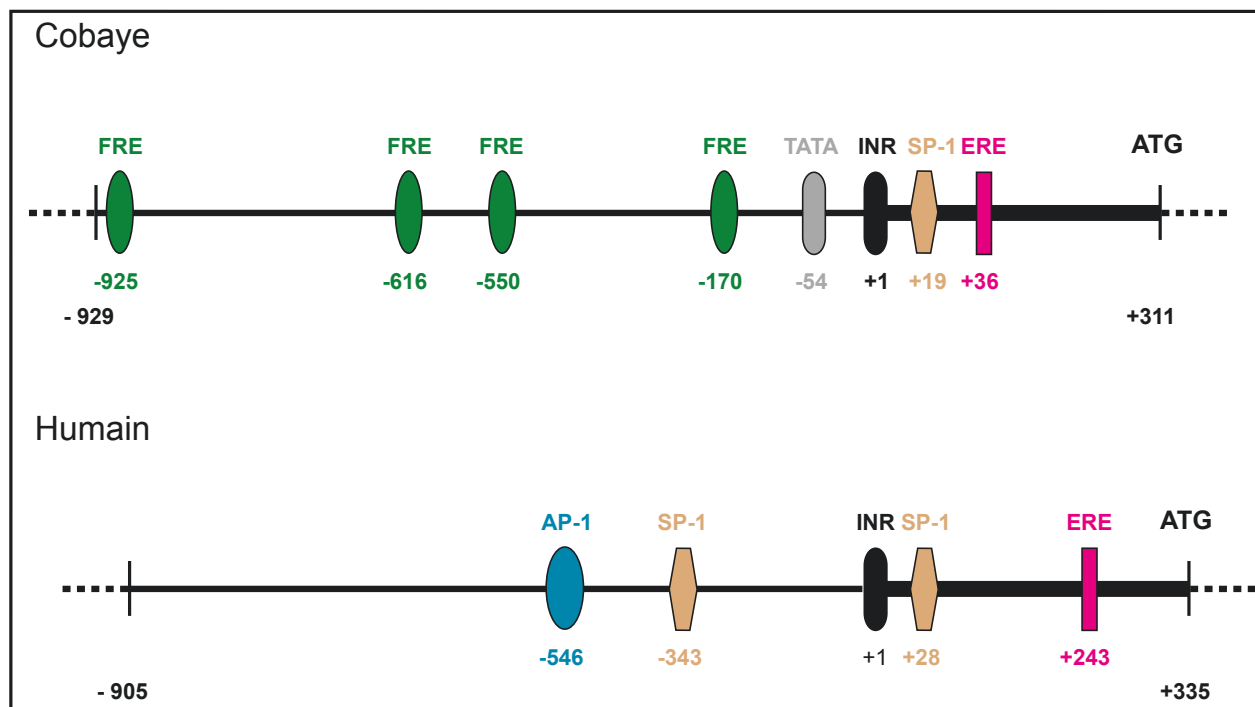 Cobaye
FRE FRE FRE FRE TATA INR SP-1 ERE ATG
-925 -616 -550 -170 -54 +1 +19 +36
- 929 +311
Humain
AP-1 SP-1 INR SP-1 ERE ATG
-546 -343 +1 +28 +243
- 905 +335